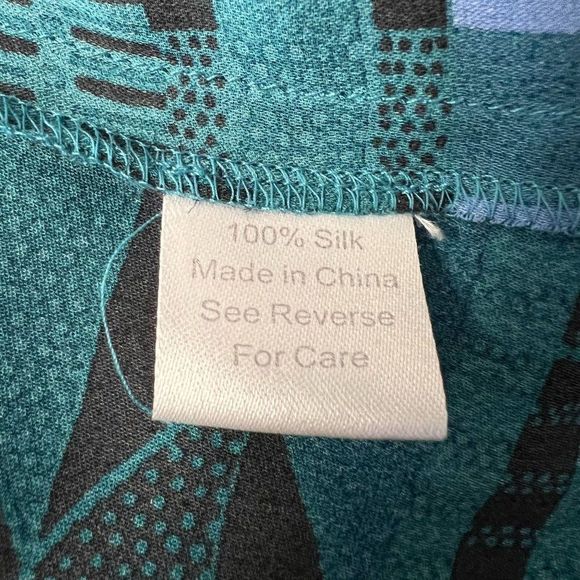 100% Silk
Made in China
See Reverse
For Care